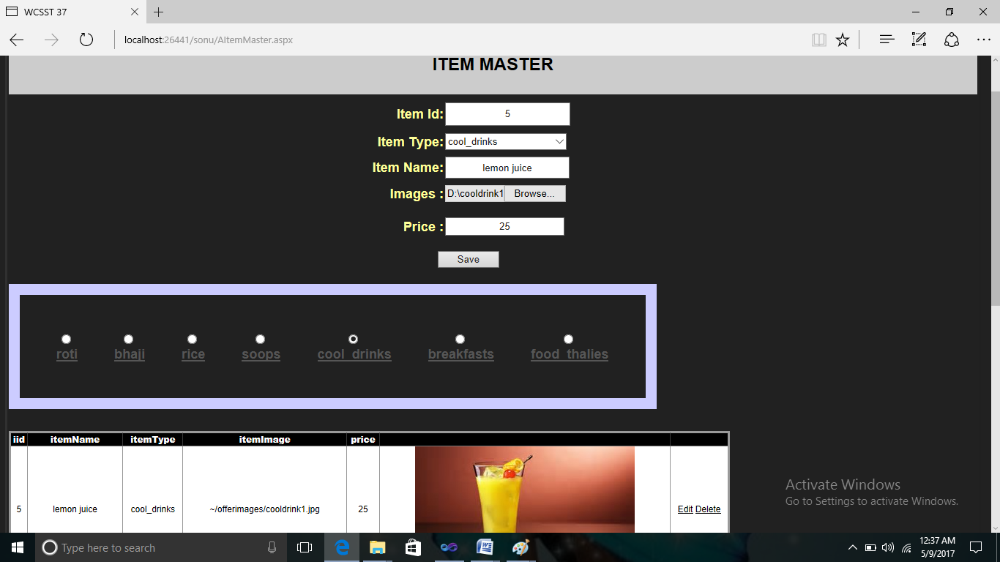 WCSST 37
localhost:26441/sonu/AItemMaster.aspx
ITEM MASTER
Item Id: 5
Item Type: cool_drinks
Item Name: lemon juice
Images : D:\cooldrink1 Browse...
Price : 25
Save
roti bhaji rice soops cool_drinks breakfasts food_thalies
iid itemName itemType itemImage price
5 lemon juice cool_drinks ~/offerimages/cooldrink1.jpg 25 Edit Delete
Activate Windows
Go to Settings to activate Windows.
Type here to search
12:37 AM
5/9/2017